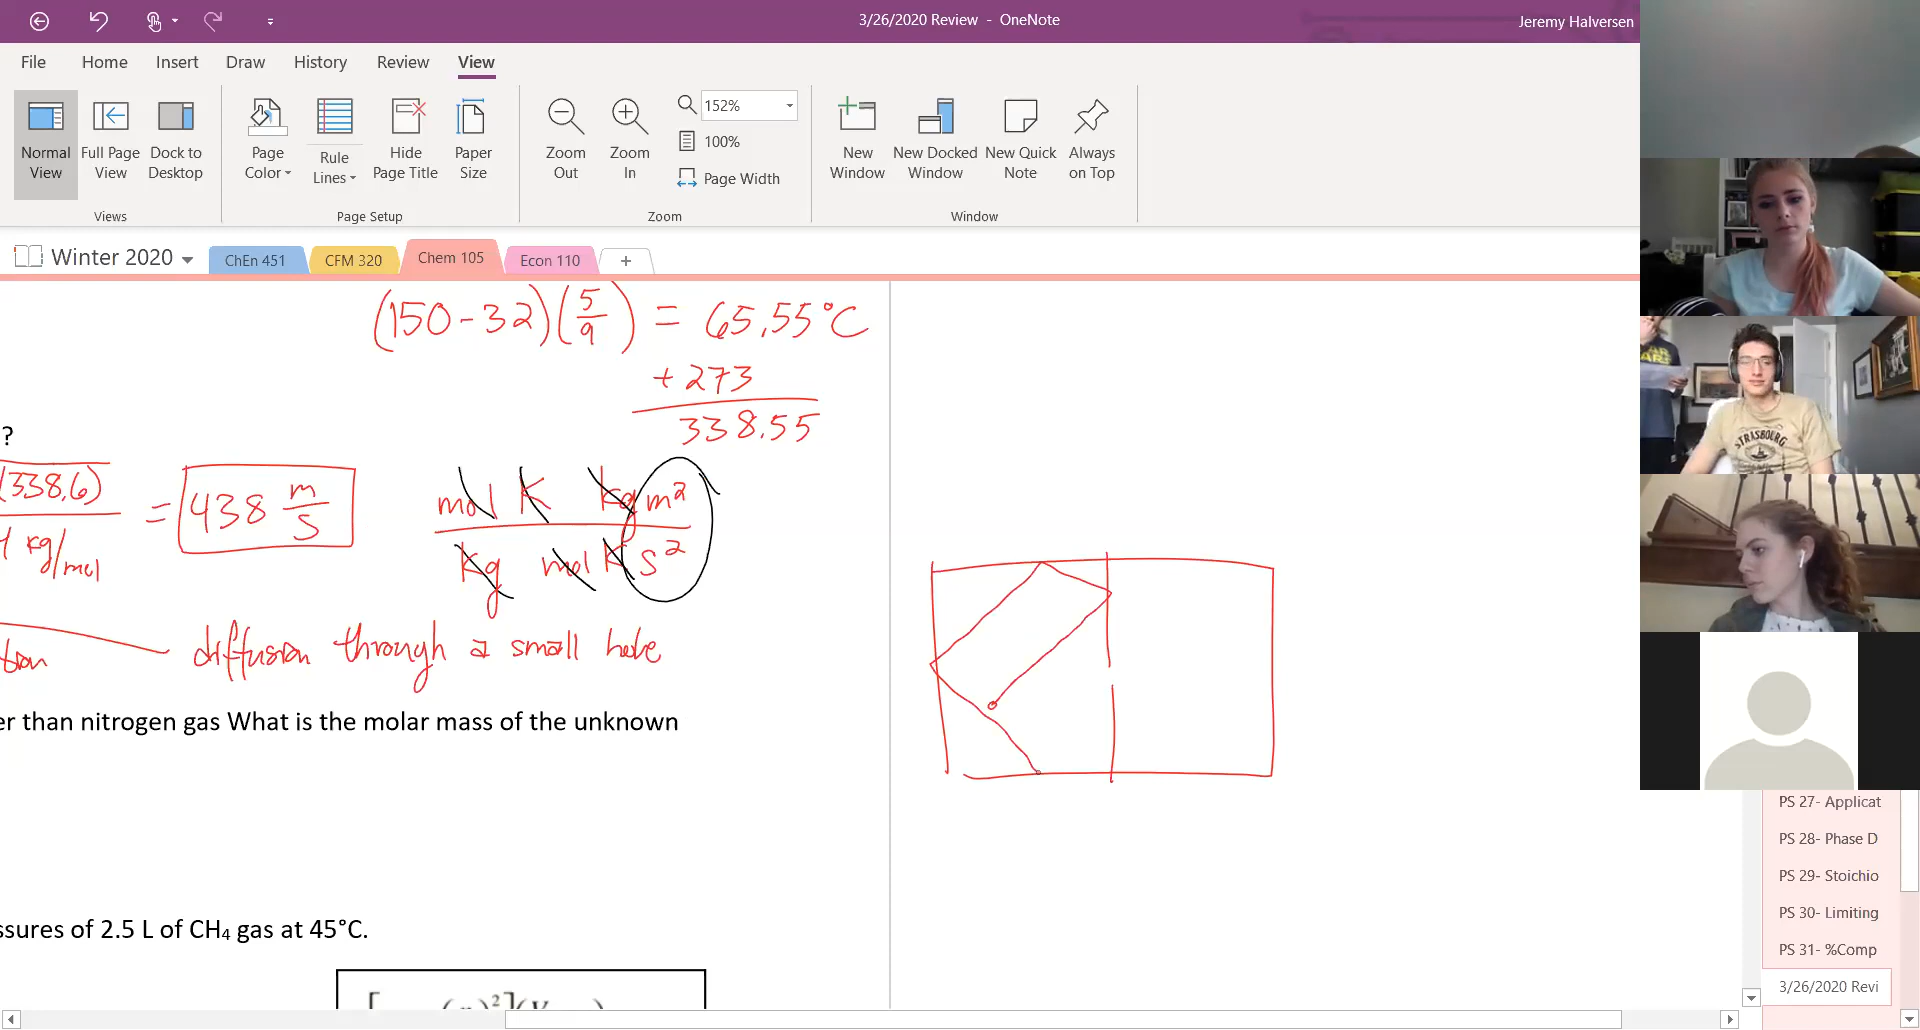 3/26/2020 Review - OneNote
Jeremy Halversen
File Home Insert Draw History Review View
Normal View
Full Page View
Dock to Desktop
Views
Page Color
Rule Lines
Hide Page Title
Paper Size
Page Setup
Zoom Out
Zoom In
152%
100%
Page Width
Zoom
New Window
New Docked Window
New Quick Note
Always on Top
Window
Winter 2020
ChEn 451
CFM 320
Chem 105
Econ 110
+
(150-32)(5/9) = 65.55°C
+ 273
338.55
?
(338.6)
kg/mol
= 438 m/s
mol K kg m²
kg mol K s²
diffusion through a small hole
er than nitrogen gas What is the molar mass of the unknown
ssures of 2.5 L of CH₄ gas at 45°C.
STRASBOURG
PS 27- Applicat
PS 28- Phase D
PS 29- Stoichio
PS 30- Limiting
PS 31- %Comp
3/26/2020 Revi